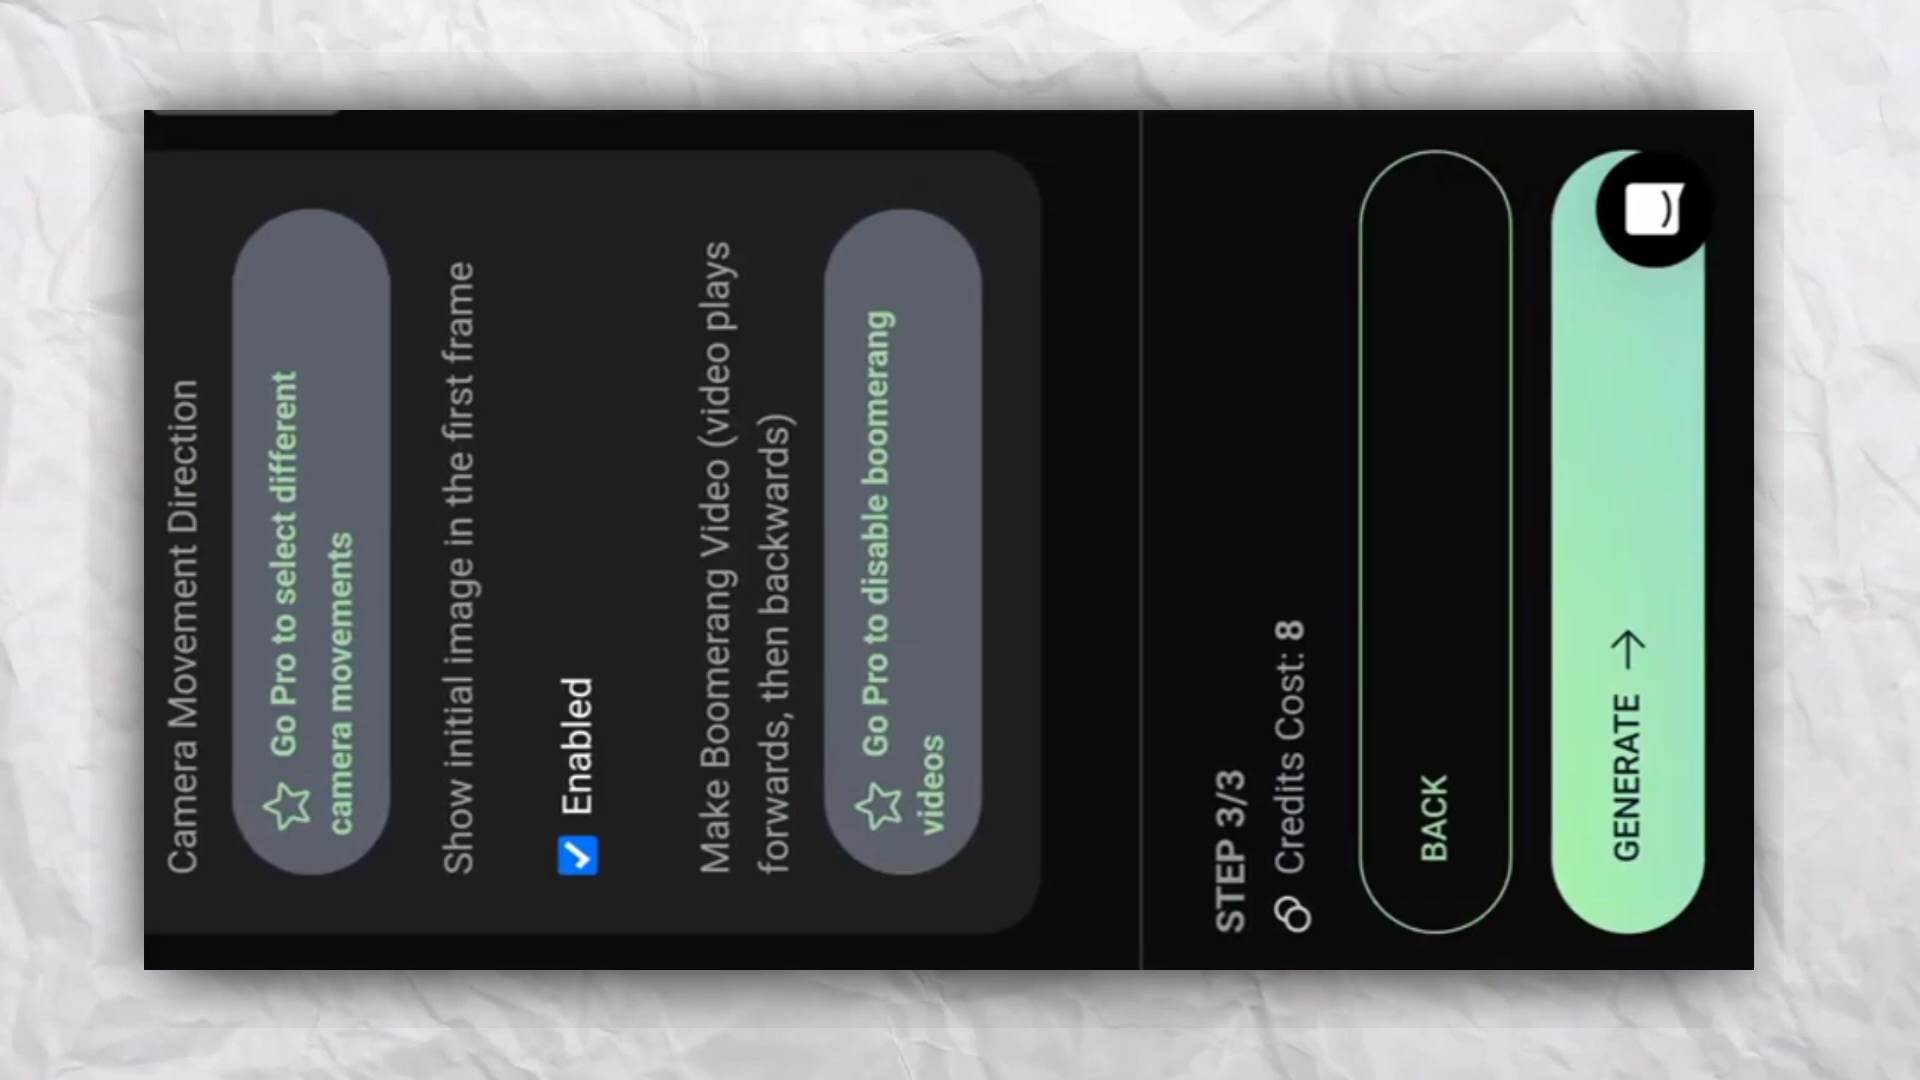 Camera Movement Direction
Go Pro to select different
camera movements
Show initial image in the first frame
Enabled
Make Boomerang Video (video plays
forwards, then backwards)
Go Pro to disable boomerang
videos
STEP 3/3
Credits Cost: 8
BACK
GENERATE →